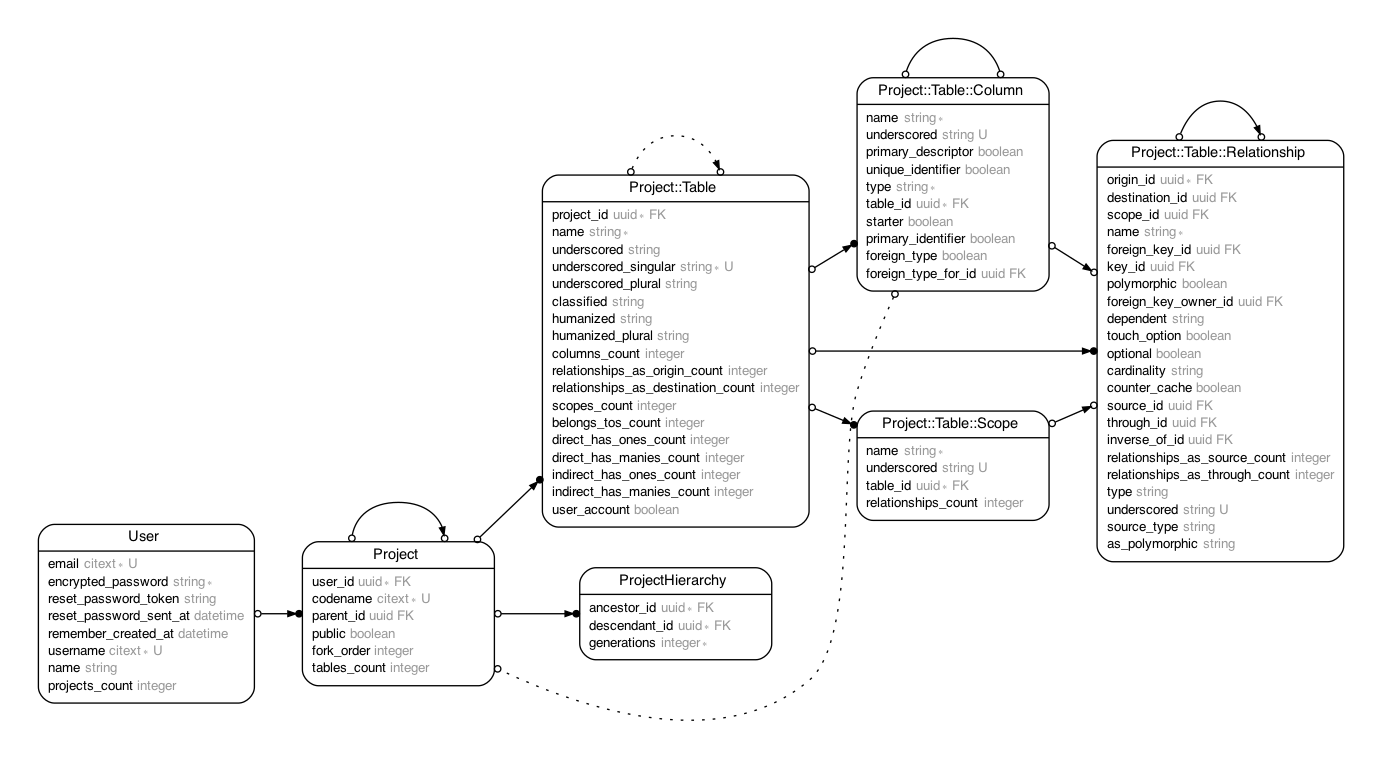 Project::Table::Column
name string∗
underscored string U
primary_descriptor boolean
unique_identifier boolean
type string∗
table_id uuid∗ FK
starter boolean
primary_identifier boolean
foreign_type boolean
foreign_type_for_id uuid FK
Project::Table::Relationship
origin_id uuid∗ FK
destination_id uuid FK
scope_id uuid FK
name string∗
foreign_key_id uuid FK
key_id uuid FK
polymorphic boolean
foreign_key_owner_id uuid FK
dependent string
touch_option boolean
optional boolean
cardinality string
counter_cache boolean
source_id uuid FK
through_id uuid FK
inverse_of_id uuid FK
relationships_as_source_count integer
relationships_as_through_count integer
type string
underscored string U
source_type string
as_polymorphic string
Project::Table
project_id uuid∗ FK
name string∗
underscored string
underscored_singular string∗ U
underscored_plural string
classified string
humanized string
humanized_plural string
columns_count integer
relationships_as_origin_count integer
relationships_as_destination_count integer
scopes_count integer
belongs_tos_count integer
direct_has_ones_count integer
direct_has_manies_count integer
indirect_has_ones_count integer
indirect_has_manies_count integer
user_account boolean
Project::Table::Scope
name string∗
underscored string U
table_id uuid∗ FK
relationships_count integer
User
email citext∗ U
encrypted_password string∗
reset_password_token string
reset_password_sent_at datetime
remember_created_at datetime
username citext∗ U
name string
projects_count integer
Project
user_id uuid∗ FK
codename citext∗ U
parent_id uuid FK
public boolean
fork_order integer
tables_count integer
ProjectHierarchy
ancestor_id uuid∗ FK
descendant_id uuid∗ FK
generations integer∗